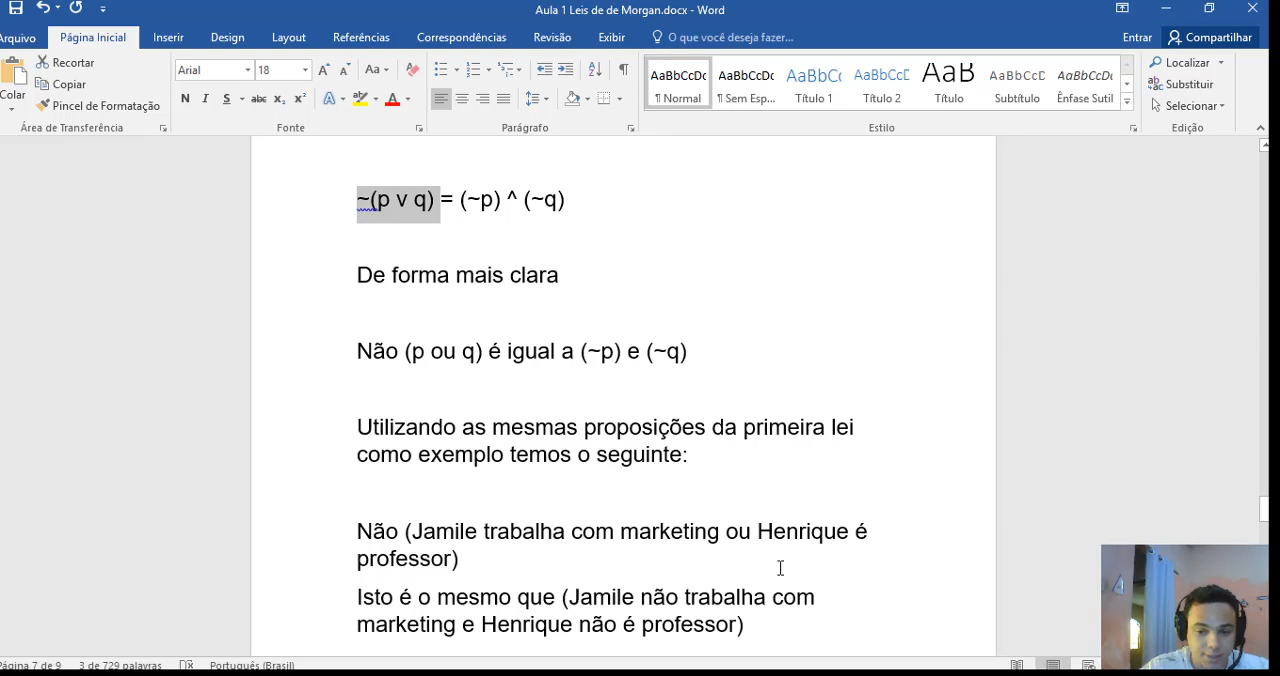 Aula 1 Leis de de Morgan.docx - Word
Arquivo Página Inicial Inserir Design Layout Referências Correspondências Revisão Exibir O que você deseja fazer... Entrar Compartilhar
Colar Recortar Copiar Pincel de Formatação
Arial 18 Aa
N I S abc x₂ x² A A
AaBbCcDc AaBbCcDc AaBbCc AaBbCcD AaB AaBbCcD AaBbCcDc
¶ Normal ¶ Sem Esp... Título 1 Título 2 Título Subtítulo Ênfase Sutil
Localizar
Substituir
Selecionar
Área de Transferência Fonte Parágrafo Estilo Edição
~(p v q) = (~p) ^ (~q)
De forma mais clara
Não (p ou q) é igual a (~p) e (~q)
Utilizando as mesmas proposições da primeira lei
como exemplo temos o seguinte:
Não (Jamile trabalha com marketing ou Henrique é
professor)
Isto é o mesmo que (Jamile não trabalha com
marketing e Henrique não é professor)
Página 7 de 9 3 de 729 palavras Português (Brasil)